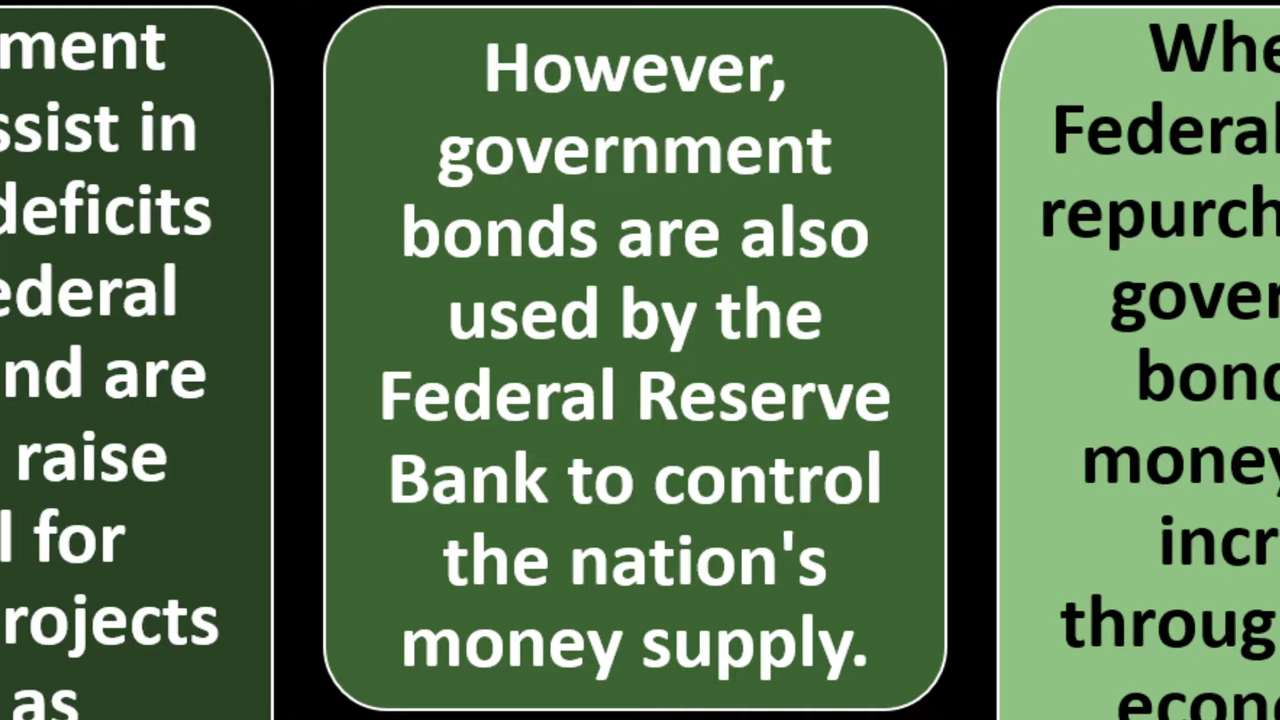 ment
ssist in
deficits
ederal
nd are
raise
l for
rojects
as
However,
government
bonds are also
used by the
Federal Reserve
Bank to control
the nation's
money supply.
Whe
Federal
repurch
gover
bond
money
incr
throug
econ